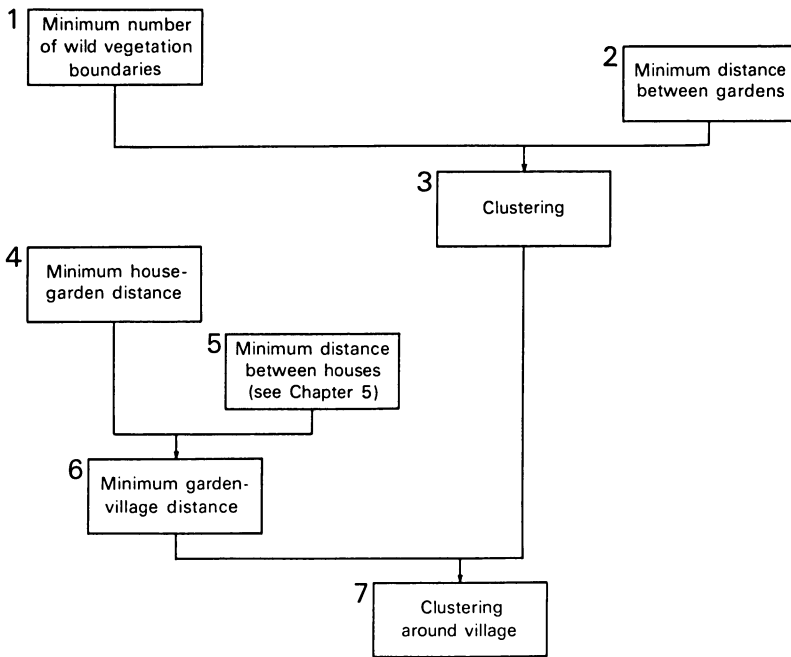 1
Minimum number
of wild vegetation
boundaries
2
Minimum distance
between gardens
3
Clustering
4
Minimum house-
garden distance
5
Minimum distance
between houses
(see Chapter 5)
6
Minimum garden-
village distance
7
Clustering
around village